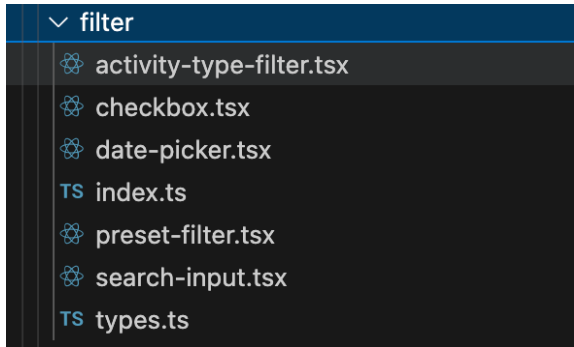 filter
activity-type-filter.tsx
checkbox.tsx
date-picker.tsx
TS index.ts
preset-filter.tsx
search-input.tsx
TS types.ts